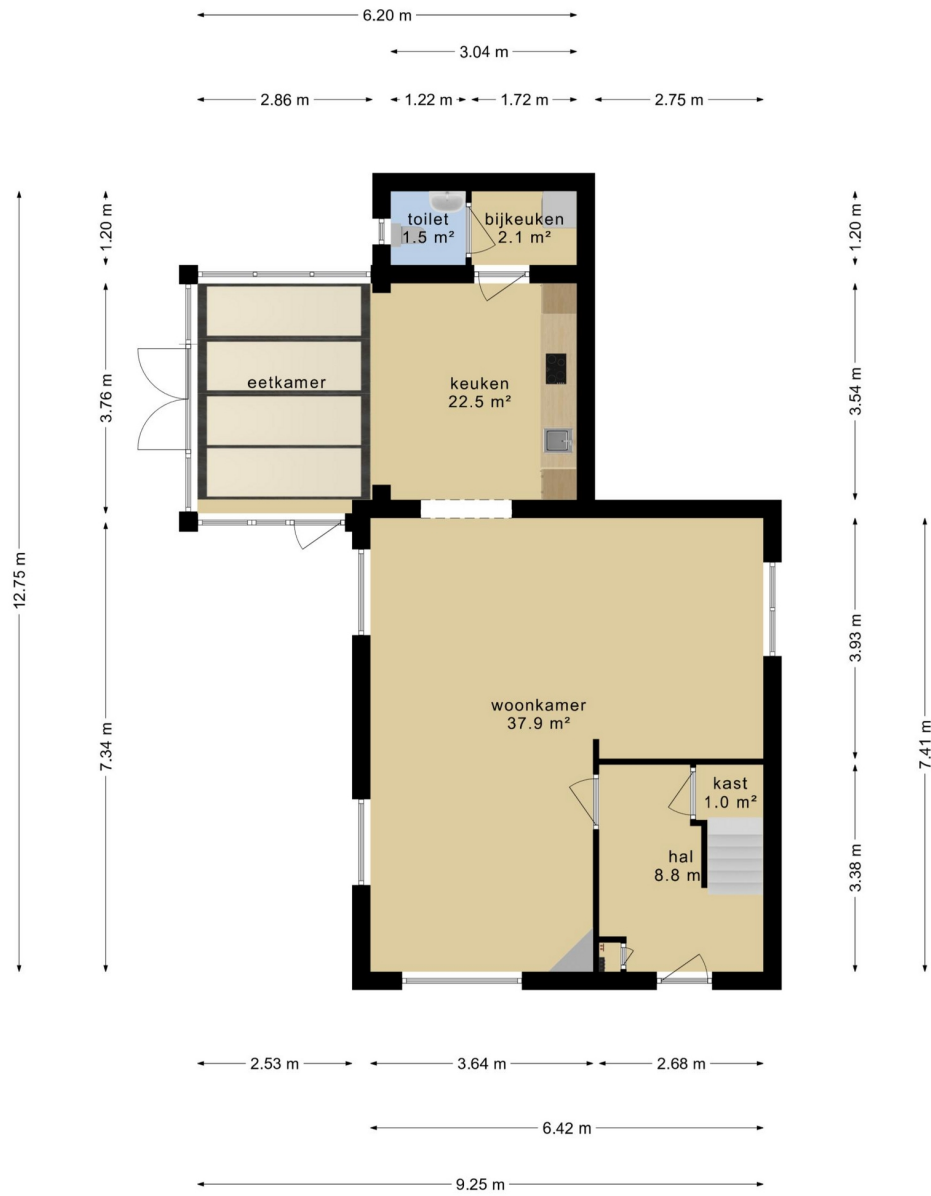 6.20 m
3.04 m
2.86 m
1.22 m
1.72 m
2.75 m
12.75 m
1.20 m
3.76 m
7.34 m
toilet
1.5 m²
bijkeuken
2.1 m²
eetkamer
keuken
22.5 m²
woonkamer
37.9 m²
kast
1.0 m²
hal
8.8 m
1.20 m
3.54 m
3.93 m
3.38 m
7.41 m
2.53 m
3.64 m
2.68 m
6.42 m
9.25 m